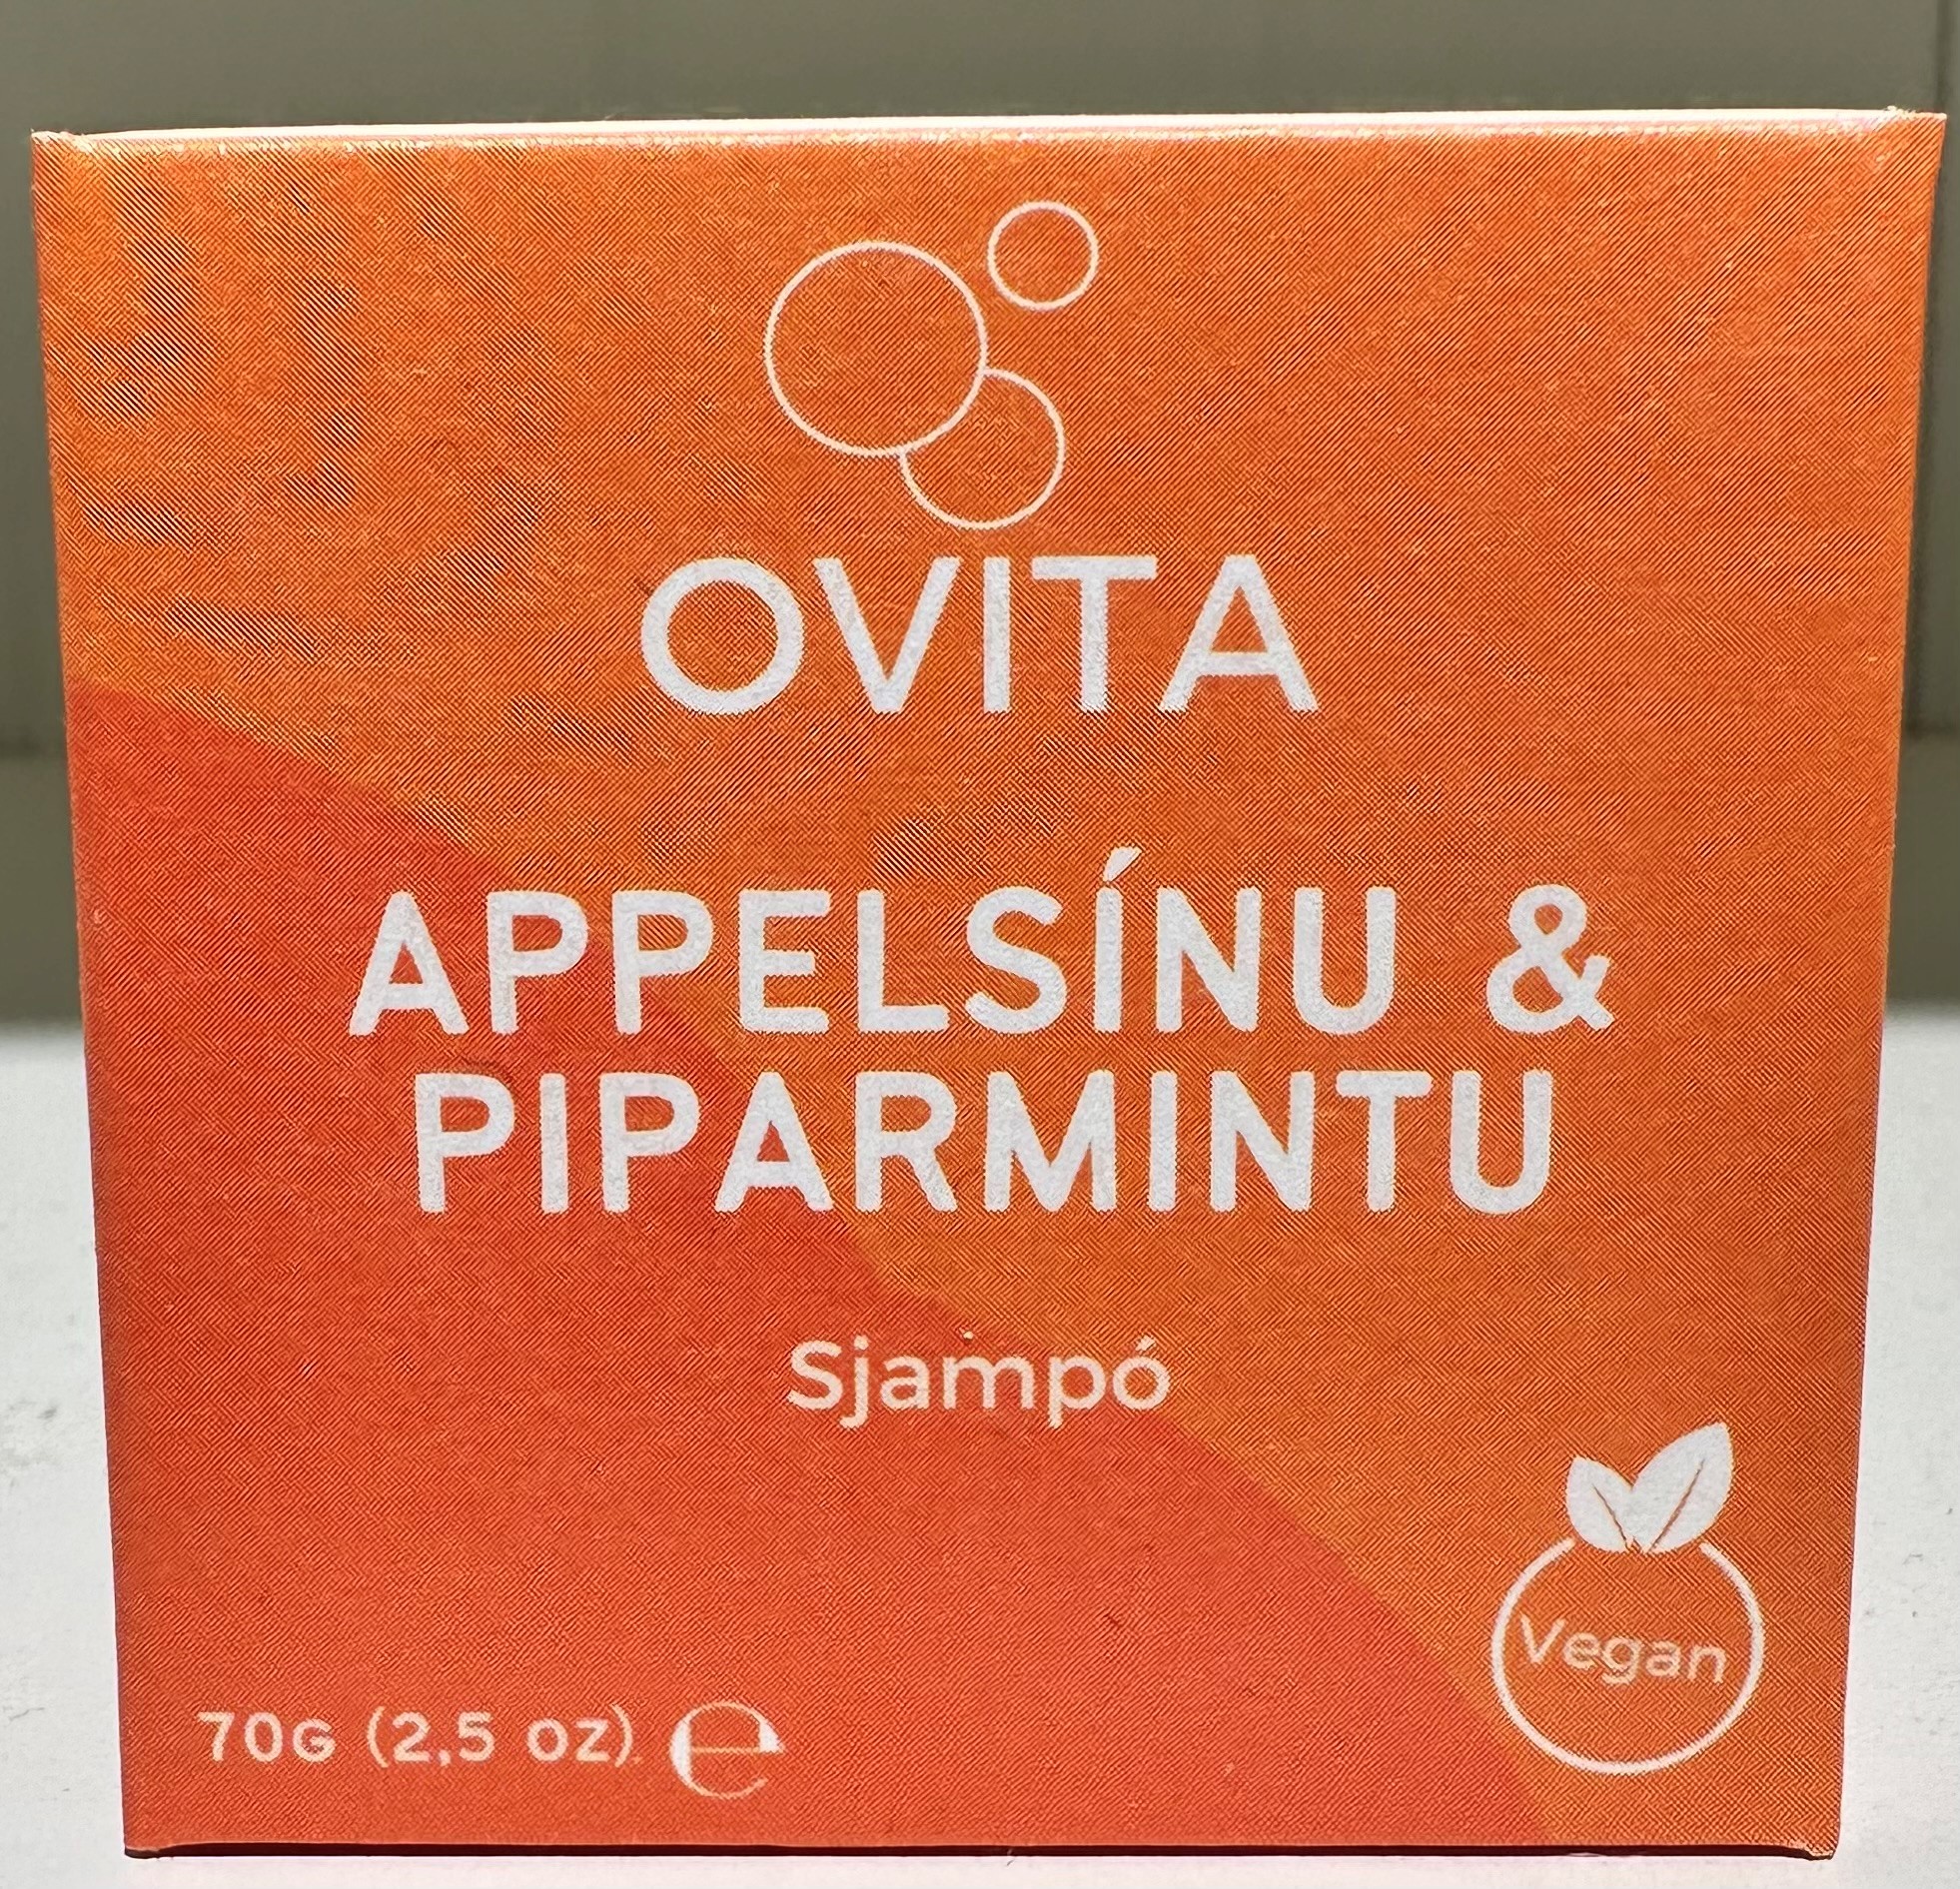 OVITA
APPELSÍNU &
PIPARMINTU
Sjampó
Vegan
70G (2,5 oz) ℮